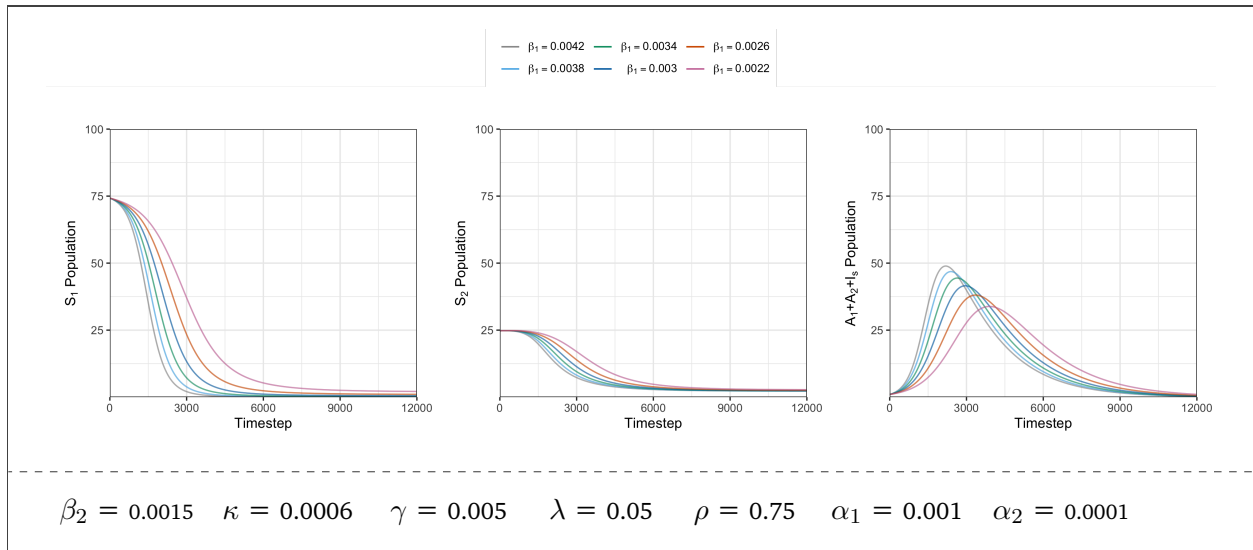 β₁ = 0.0042 β₁ = 0.0034 β₁ = 0.0026
β₁ = 0.0038 β₁ = 0.003 β₁ = 0.0022
S₁ Population
100
75
50
25
0 3000 6000 9000 12000
Timestep
S₂ Population
100
75
50
25
0 3000 6000 9000 12000
Timestep
A₁+A₂+Iₛ Population
100
75
50
25
0 3000 6000 9000 12000
Timestep
β₂ = 0.0015 κ = 0.0006 γ = 0.005 λ = 0.05 ρ = 0.75 α₁ = 0.001 α₂ = 0.0001